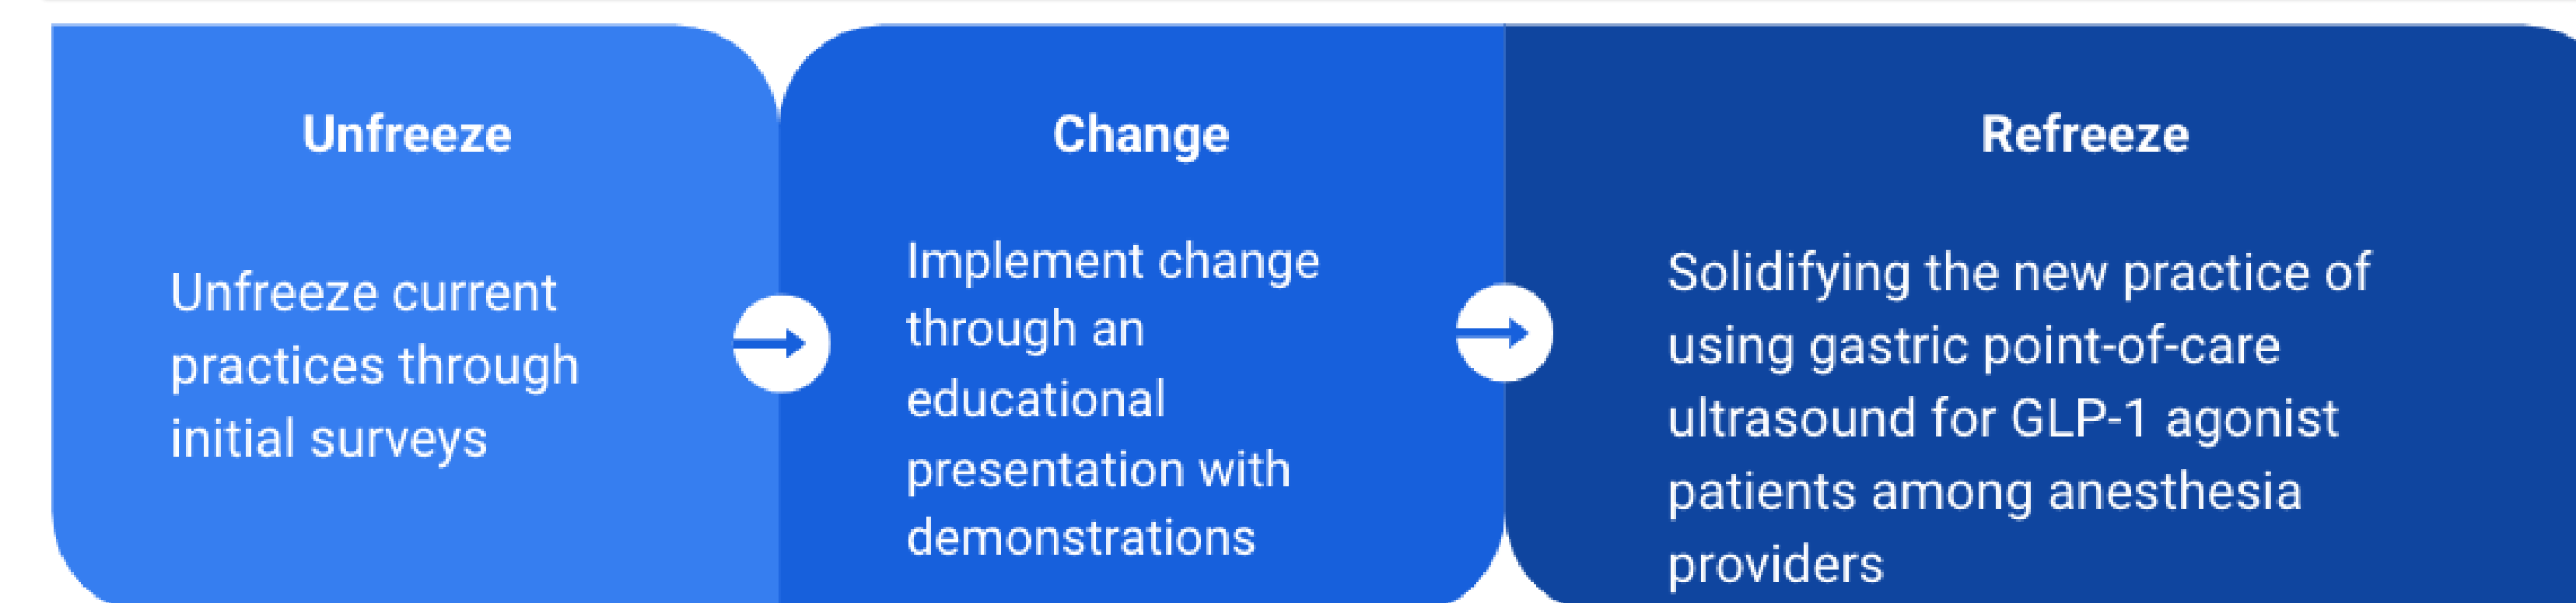 Unfreeze
Unfreeze current
practices through
initial surveys
Change
Implement change
through an
educational
presentation with
demonstrations
Refreeze
Solidifying the new practice of
using gastric point-of-care
ultrasound for GLP-1 agonist
patients among anesthesia
providers